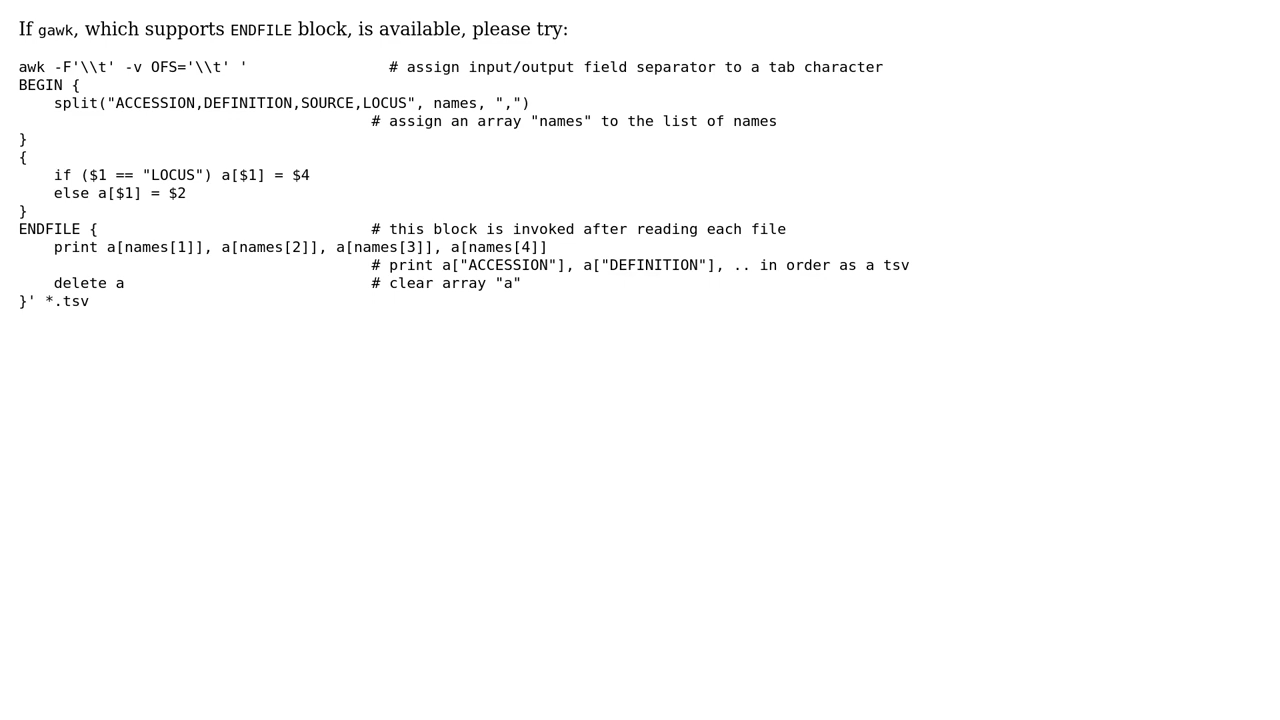 If gawk, which supports ENDFILE block, is available, please try:
awk -F'\\t' -v OFS='\\t' '                # assign input/output field separator to a tab character
BEGIN {
    split("ACCESSION,DEFINITION,SOURCE,LOCUS", names, ",")
                                        # assign an array "names" to the list of names
}
{
    if ($1 == "LOCUS") a[$1] = $4
    else a[$1] = $2
}
ENDFILE {                               # this block is invoked after reading each file
    print a[names[1]], a[names[2]], a[names[3]], a[names[4]]
                                        # print a["ACCESSION"], a["DEFINITION"], .. in order as a tsv
    delete a                            # clear array "a"
}' *.tsv